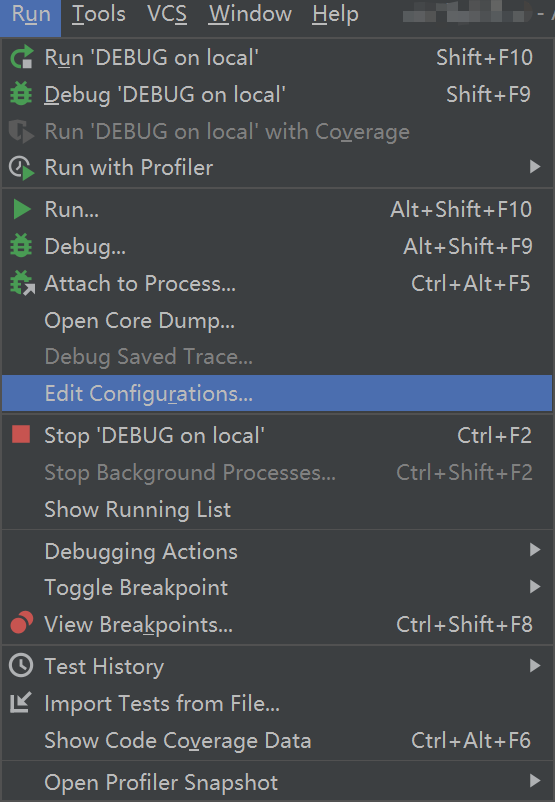 Run Tools VCS Window Help
Run 'DEBUG on local' Shift+F10
Debug 'DEBUG on local' Shift+F9
Run 'DEBUG on local' with Coverage
Run with Profiler
Run... Alt+Shift+F10
Debug... Alt+Shift+F9
Attach to Process... Ctrl+Alt+F5
Open Core Dump...
Debug Saved Trace...
Edit Configurations...
Stop 'DEBUG on local' Ctrl+F2
Stop Background Processes... Ctrl+Shift+F2
Show Running List
Debugging Actions
Toggle Breakpoint
View Breakpoints... Ctrl+Shift+F8
Test History
Import Tests from File...
Show Code Coverage Data Ctrl+Alt+F6
Open Profiler Snapshot